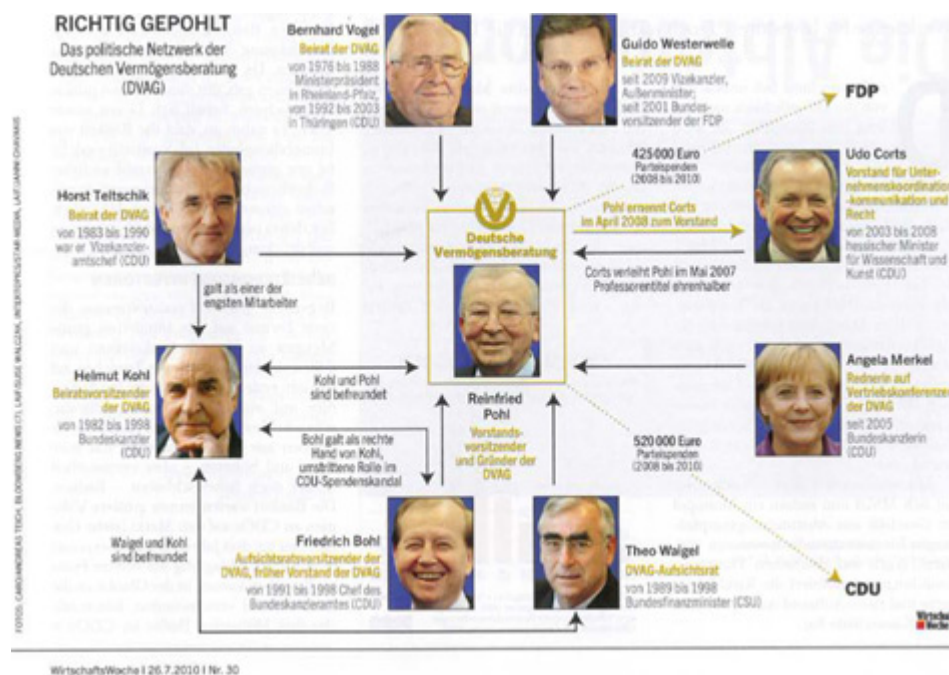 RICHTIG GEPOHLT
Das politische Netzwerk der
Deutschen Vermögensberatung
(DVAG)
Bernhard Vogel
Beirat der DVAG
von 1976 bis 1988
Ministerpräsident
in Rheinland-Pfalz,
von 1992 bis 2003
in Thüringen (CDU)
Guido Westerwelle
Beirat der DVAG
seit 2009 Vizekanzler,
Außenminister;
seit 2001 Bundes-
vorsitzender der FDP
FDP
425000 Euro
Parteispenden
(2008 bis 2010)
Horst Teltschik
Beirat der DVAG
von 1983 bis 1990
war er Vizekanzler-
amtschef (CDU)
Udo Corts
Vorstand für Unter-
nehmenskoordination
-kommunikation und
Recht
von 2003 bis 2008
hessischer Minister
für Wissenschaft und
Kunst (CDU)
Pohl ernennt Corts
im April 2008 zum Vorstand
Deutsche
Vermögensberatung
Corts verleiht Pohl im Mai 2007
Professorentitel ehrenhalber
galt als einer der
engsten Mitarbeiter
Helmut Kohl
Beiratsvorsitzender
der DVAG
von 1982 bis 1998
Bundeskanzler
(CDU)
Kohl und Pohl
sind befreundet
Reinfried
Pohl
Vorstands-
vorsitzender
und Gründer der
DVAG
Angela Merkel
Rednerin auf
Vertriebskonferenze
der DVAG
seit 2005
Bundeskanzlerin
(CDU)
Bohl galt als rechte
Hand von Kohl,
umstrittene Rolle im
CDU-Spendenskandal
520000 Euro
Parteispenden
(2008 bis 2010)
Waigel und Kohl
sind befreundet
Friedrich Bohl
Aufsichtsratsvorsitzender der
DVAG, früher Vorstand der DVAG
von 1991 bis 1998 Chef des
Bundeskanzleramtes (CDU)
Theo Waigel
DVAG-Aufsichtsrat
von 1989 bis 1998
Bundesfinanzminister (CSU)
CDU
WirtschaftsWoche | 26.7.2010 | Nr. 30